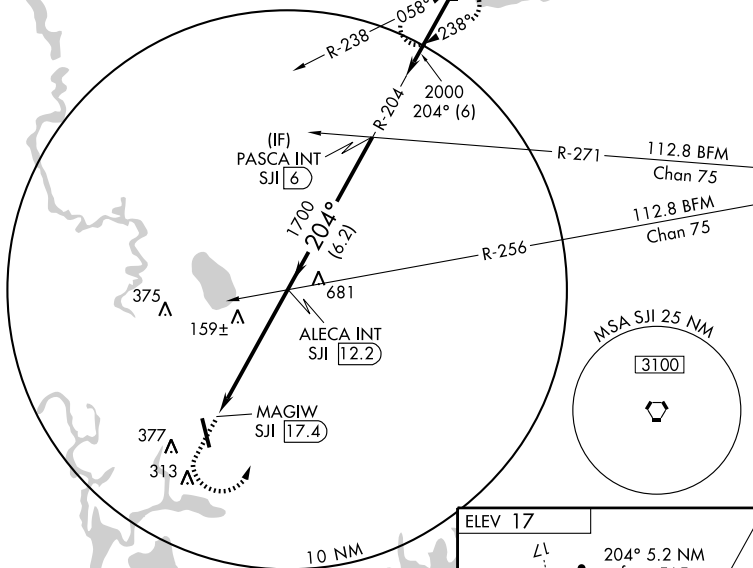 R-238
058°
238°
2000
204° (6)
R-204
(IF)
PASCA INT
SJI 6
R-271
112.8 BFM
Chan 75
112.8 BFM
Chan 75
R-256
1700
204°
(6.2)
681
375
159±
ALECA INT
SJI 12.2
MSA SJI 25 NM
3100
MAGIW
SJI 17.4
377
313
10 NM
ELEV 17
17
204° 5.2 NM